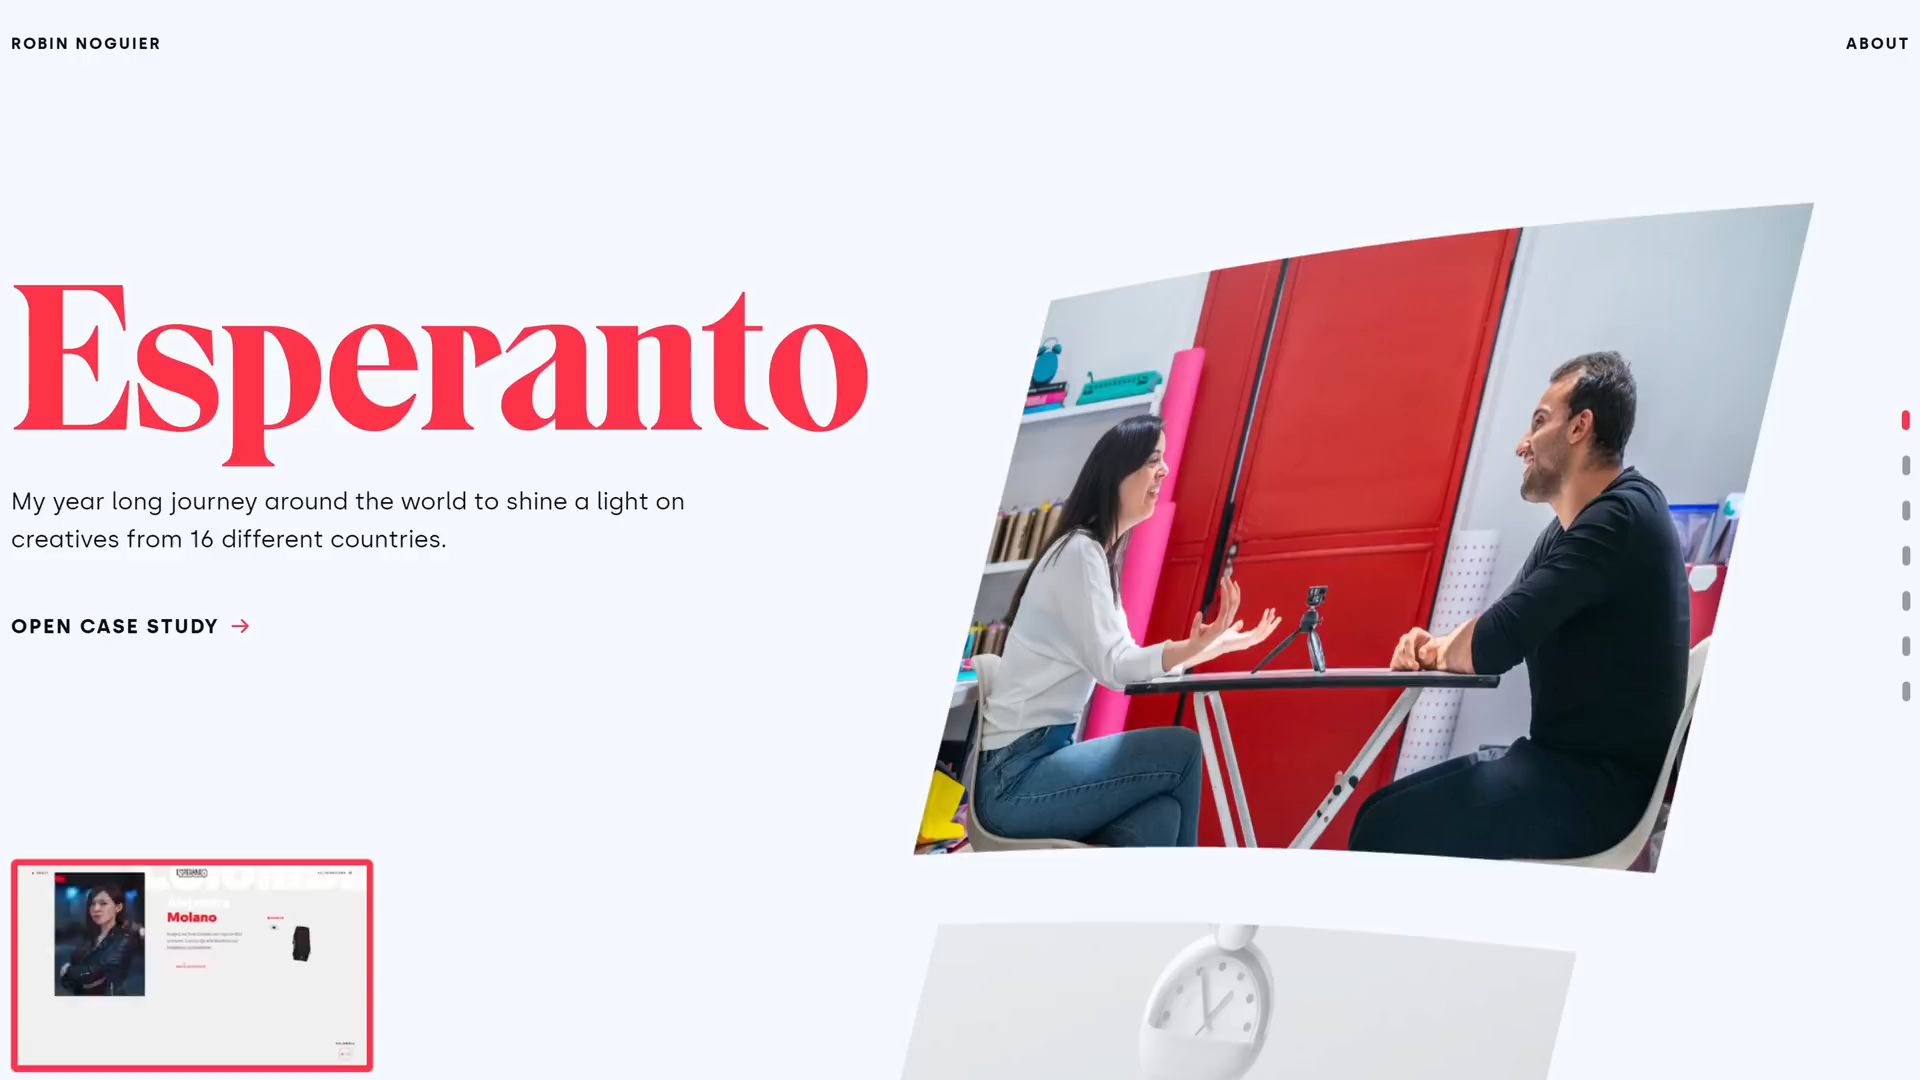 ROBIN NOGUIER
ABOUT
Esperanto
My year long journey around the world to shine a light on
creatives from 16 different countries.
OPEN CASE STUDY →
ESPERANTO
Molano